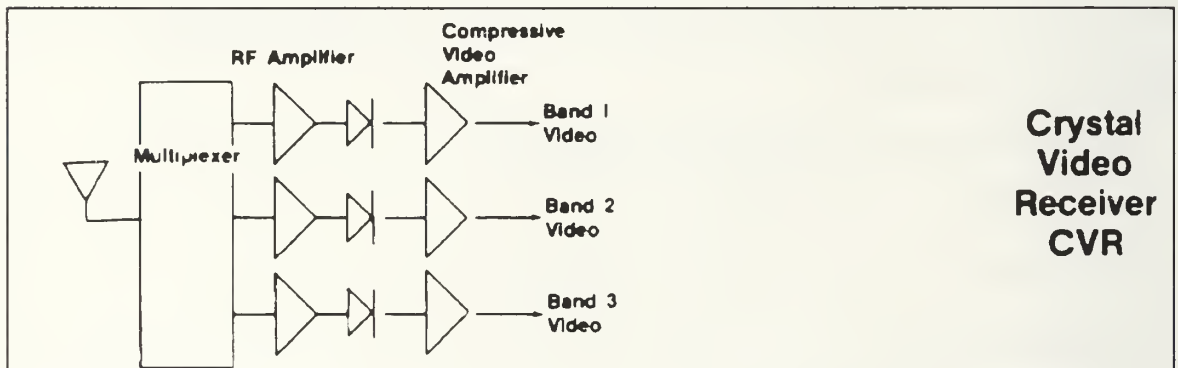 Compressive
Video
Amplifier
RF Amplifier
Multiplexer
Band 1
Video
Band 2
Video
Band 3
Video
Crystal
Video
Receiver
CVR